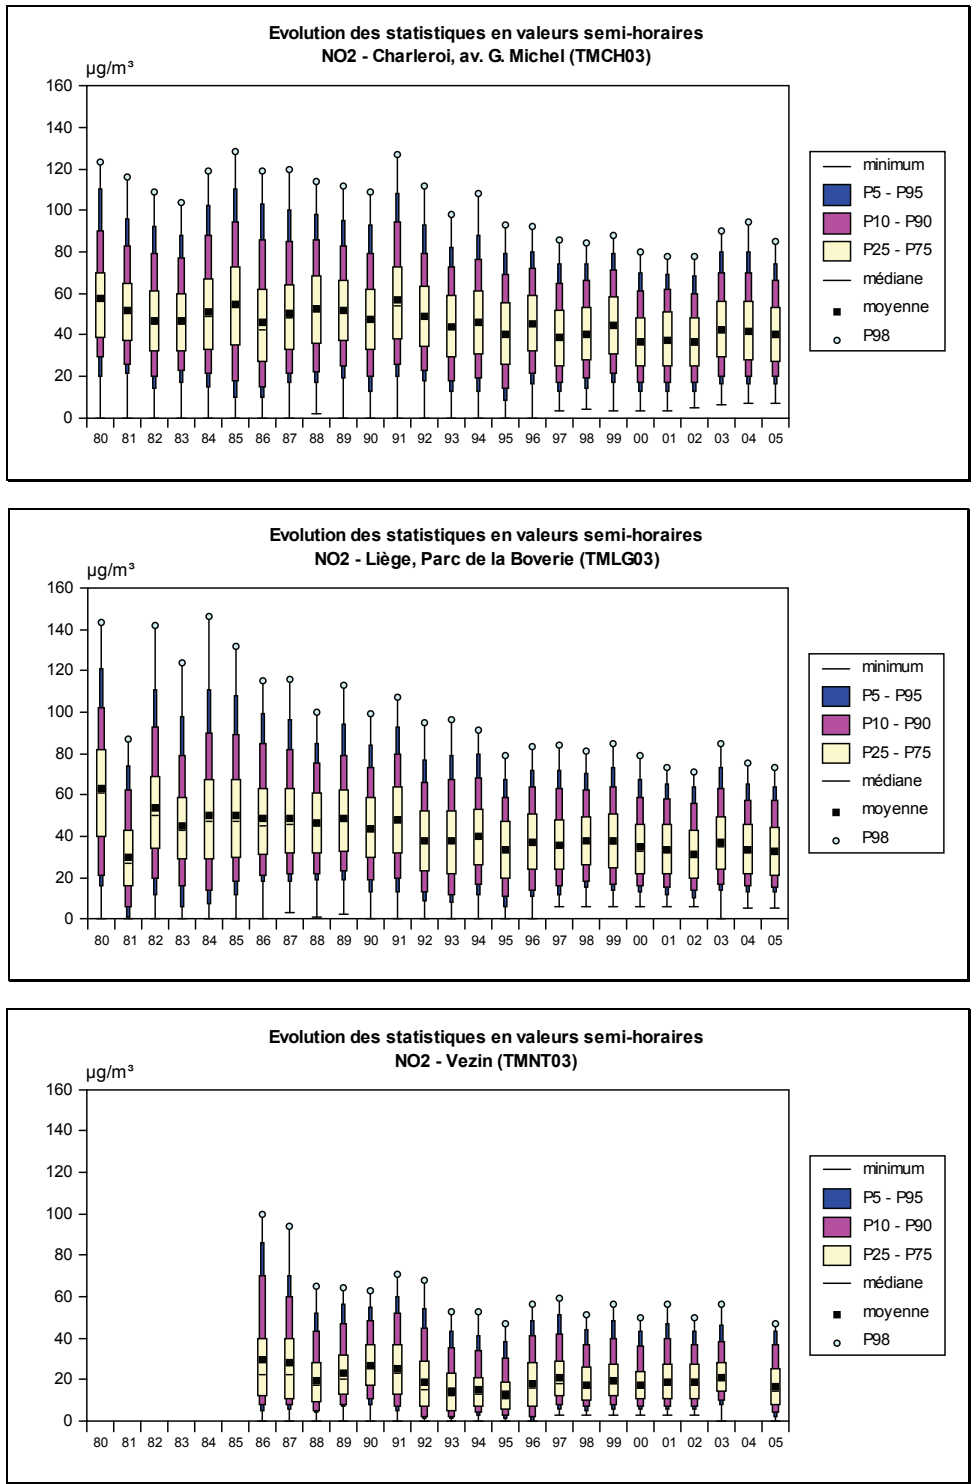 Evolution des statistiques en valeurs semi-horaires
NO2 - Charleroi, av. G. Michel (TMCH03)
µg/m³
160
140
120
100
80
60
40
20
0
80 81 82 83 84 85 86 87 88 89 90 91 92 93 94 95 96 97 98 99 00 01 02 03 04 05
minimum
P5 - P95
P10 - P90
P25 - P75
médiane
moyenne
P98
Evolution des statistiques en valeurs semi-horaires
NO2 - Liège, Parc de la Boverie (TMLG03)
µg/m³
160
140
120
100
80
60
40
20
0
80 81 82 83 84 85 86 87 88 89 90 91 92 93 94 95 96 97 98 99 00 01 02 03 04 05
minimum
P5 - P95
P10 - P90
P25 - P75
médiane
moyenne
P98
Evolution des statistiques en valeurs semi-horaires
NO2 - Vezin (TMNT03)
µg/m³
160
140
120
100
80
60
40
20
0
80 81 82 83 84 85 86 87 88 89 90 91 92 93 94 95 96 97 98 99 00 01 02 03 05
minimum
P5 - P95
P10 - P90
P25 - P75
médiane
moyenne
P98